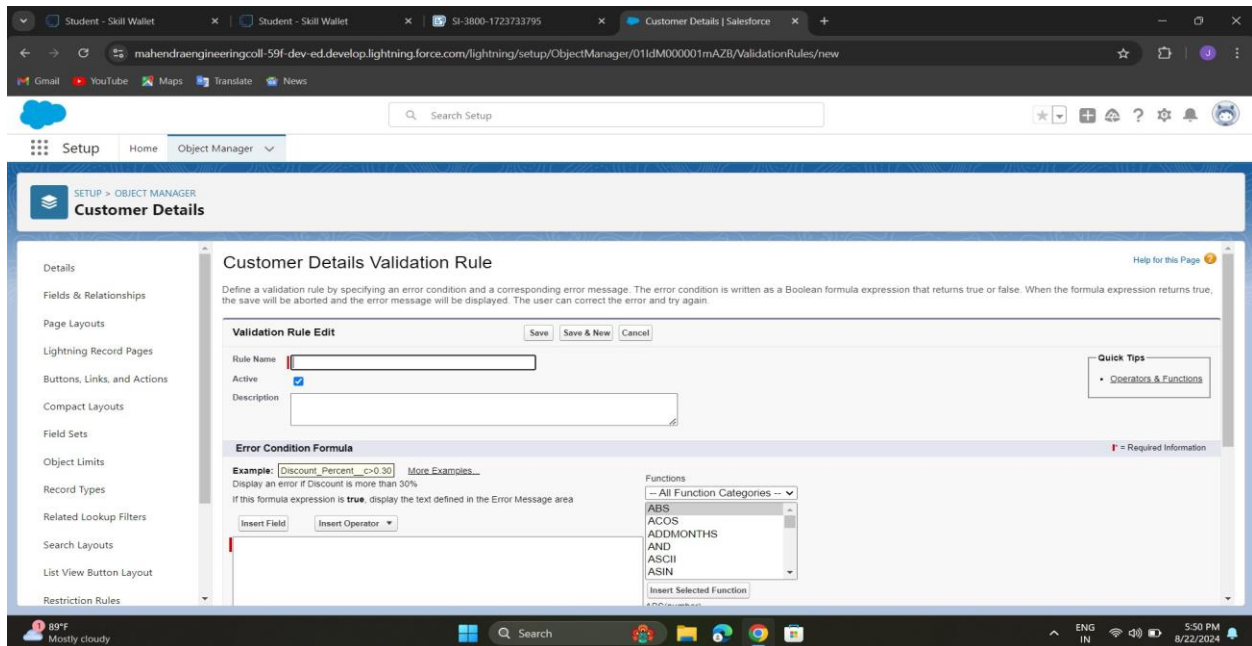 Student - Skill Wallet
Student - Skill Wallet
SI-3800-1723733795
Customer Details | Salesforce
mahendraengineeringcoll-59f-dev-ed.develop.lightning.force.com/lightning/setup/ObjectManager/01IdM000001mAZB/ValidationRules/new
J
Gmail YouTube Maps Translate News
Search Setup
Setup Home Object Manager
SETUP > OBJECT MANAGER
Customer Details
Details
Fields & Relationships
Page Layouts
Lightning Record Pages
Buttons, Links, and Actions
Compact Layouts
Field Sets
Object Limits
Record Types
Related Lookup Filters
Search Layouts
List View Button Layout
Restriction Rules
Customer Details Validation Rule
Help for this Page
Define a validation rule by specifying an error condition and a corresponding error message. The error condition is written as a Boolean formula expression that returns true or false. When the formula expression returns true,
the save will be aborted and the error message will be displayed. The user can correct the error and try again.
Validation Rule Edit Save Save & New Cancel
Rule Name
Active
Description
Quick Tips
• Operators & Functions
Error Condition Formula
= Required Information
Example: Discount_Percent__c>0.30 More Examples...
Display an error if Discount is more than 30%
If this formula expression is true, display the text defined in the Error Message area
Insert Field Insert Operator
Functions
-- All Function Categories --
ABS
ACOS
ADDMONTHS
AND
ASCII
ASIN
Insert Selected Function
ABS(number)
1
89°F
Mostly cloudy
Search
ENG
IN
5:50 PM
8/22/2024